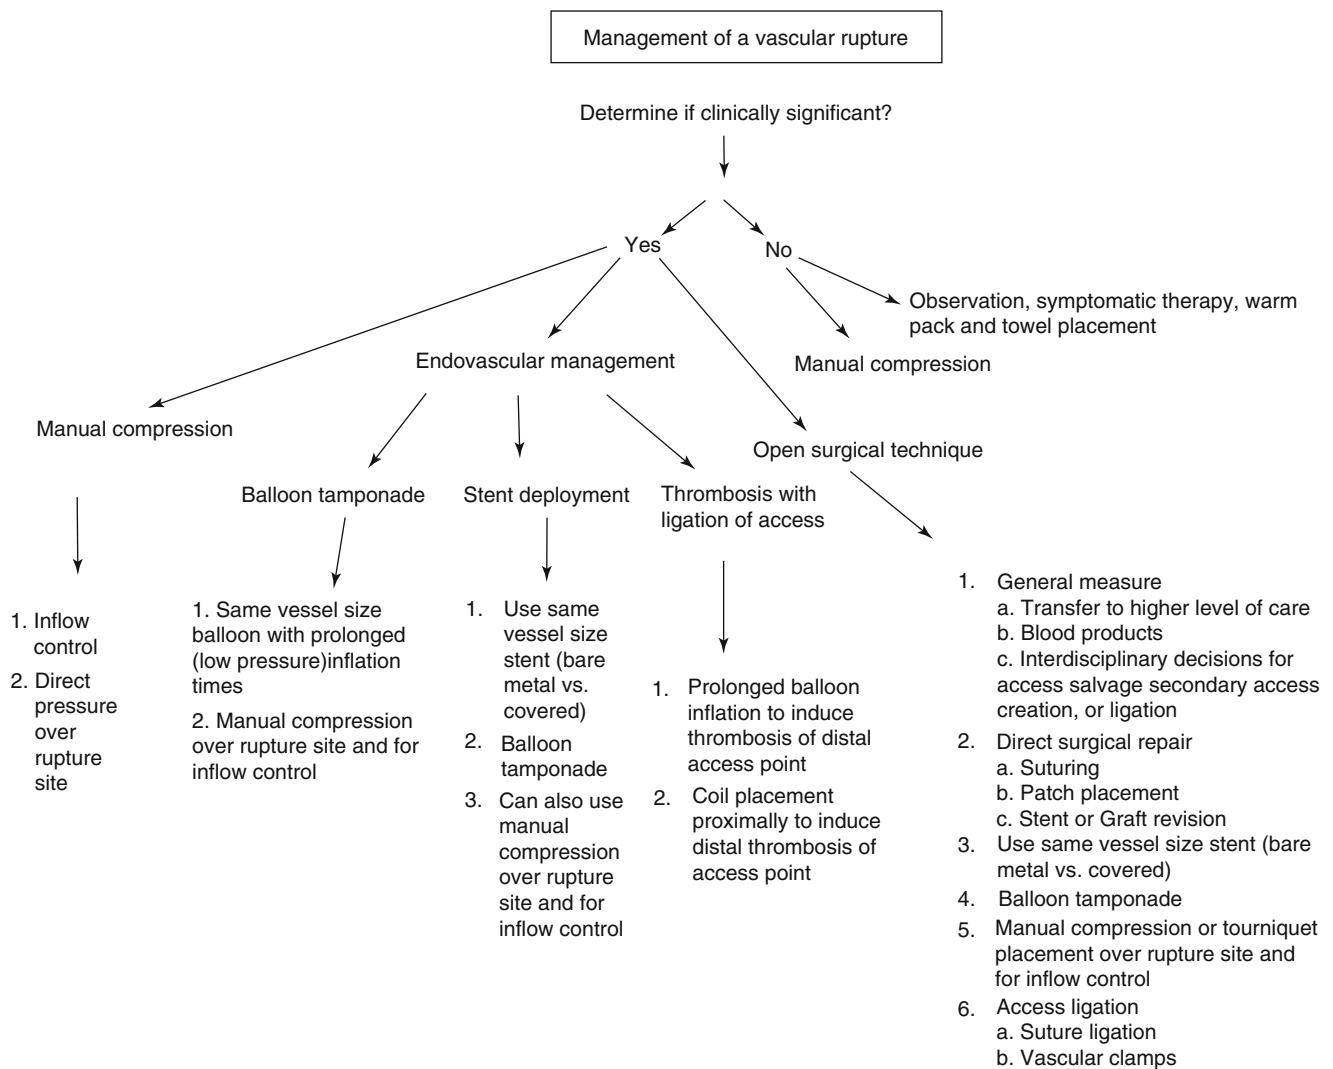 Management of a vascular rupture
Determine if clinically significant?
Yes
No
Observation, symptomatic therapy, warm
pack and towel placement
Manual compression
Endovascular management
Manual compression
Open surgical technique
Balloon tamponade
Stent deployment
Thrombosis with
ligation of access
1. Inflow
control
2. Direct
pressure
over
rupture
site
1. Same vessel size
balloon with prolonged
(low pressure)inflation
times
2. Manual compression
over rupture site and for
inflow control
1. Use same
vessel size
stent (bare
metal vs.
covered)
2. Balloon
tamponade
3. Can also use
manual
compression
over rupture
site and for
inflow control
1. Prolonged balloon
inflation to induce
thrombosis of distal
access point
2. Coil placement
proximally to induce
distal thrombosis of
access point
1. General measure
a. Transfer to higher level of care
b. Blood products
c. Interdisciplinary decisions for
access salvage secondary access
creation, or ligation
2. Direct surgical repair
a. Suturing
b. Patch placement
c. Stent or Graft revision
3. Use same vessel size stent (bare
metal vs. covered)
4. Balloon tamponade
5. Manual compression or tourniquet
placement over rupture site and
for inflow control
6. Access ligation
a. Suture ligation
b. Vascular clamps